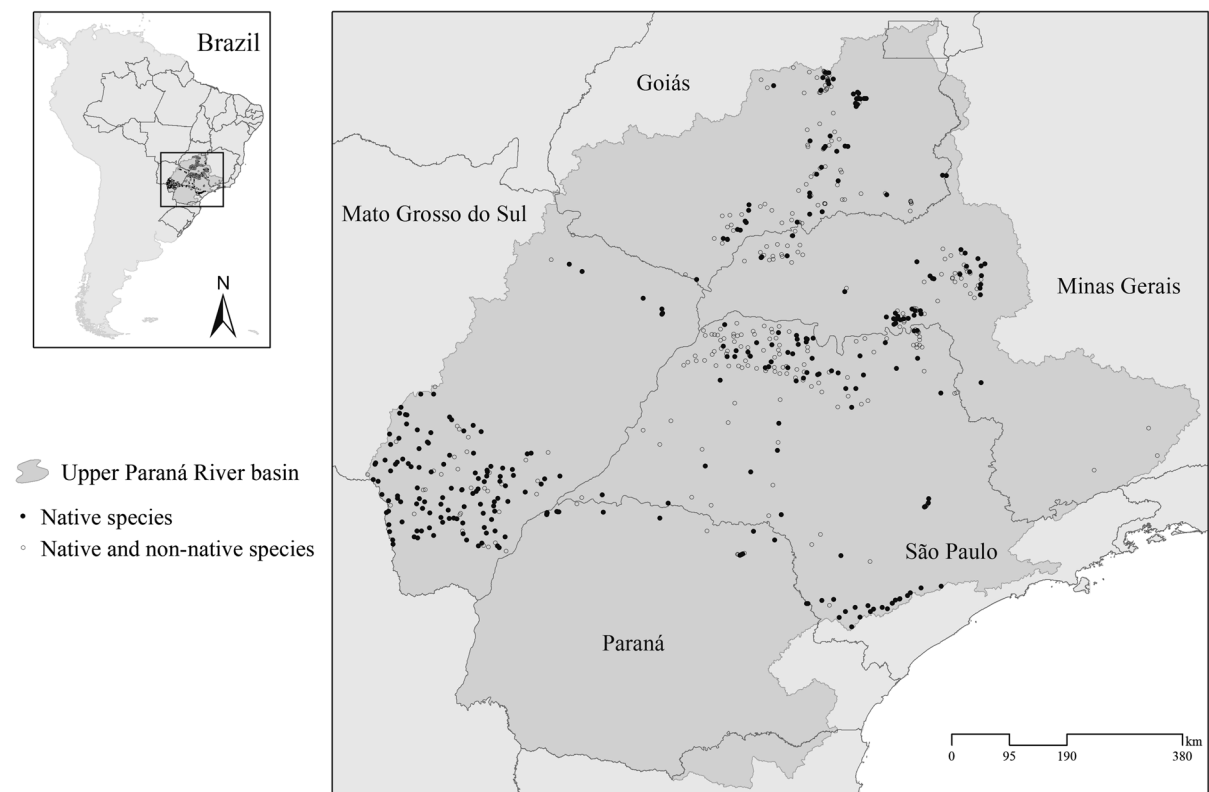 Brazil
N
Upper Paraná River basin
Native species
Native and non-native species
Goiás
Mato Grosso do Sul
Minas Gerais
São Paulo
Paraná
km
0 95 190 380